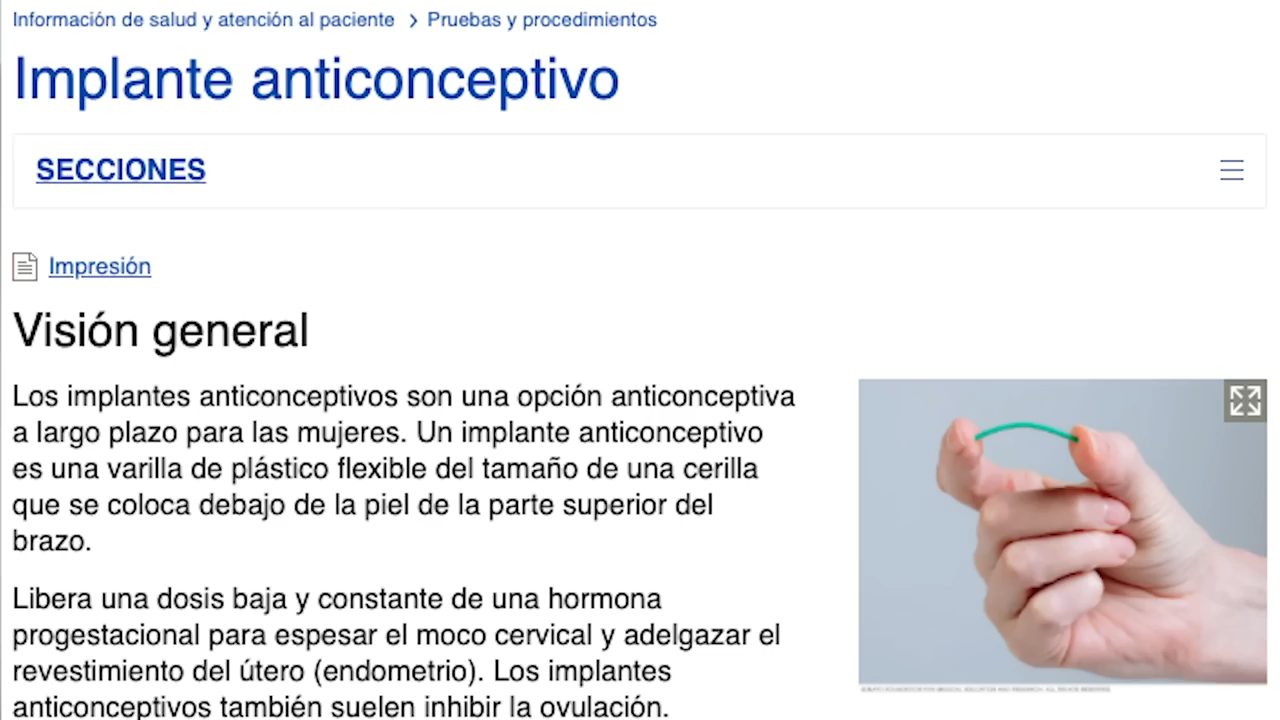 Información de salud y atención al paciente > Pruebas y procedimientos
Implante anticonceptivo
SECCIONES
Impresión
Visión general
Los implantes anticonceptivos son una opción anticonceptiva
a largo plazo para las mujeres. Un implante anticonceptivo
es una varilla de plástico flexible del tamaño de una cerilla
que se coloca debajo de la piel de la parte superior del
brazo.
Libera una dosis baja y constante de una hormona
progestacional para espesar el moco cervical y adelgazar el
revestimiento del útero (endometrio). Los implantes
anticonceptivos también suelen inhibir la ovulación.